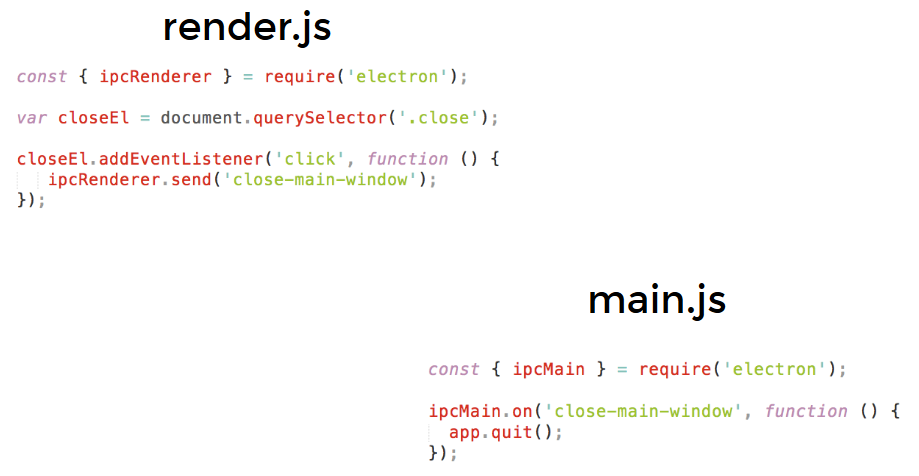 render.js
const { ipcRenderer } = require('electron');
var closeEl = document.querySelector('.close');
closeEl.addEventListener('click', function () {
ipcRenderer.send('close-main-window');
});
main.js
const { ipcMain } = require('electron');
ipcMain.on('close-main-window', function () {
app.quit();
});